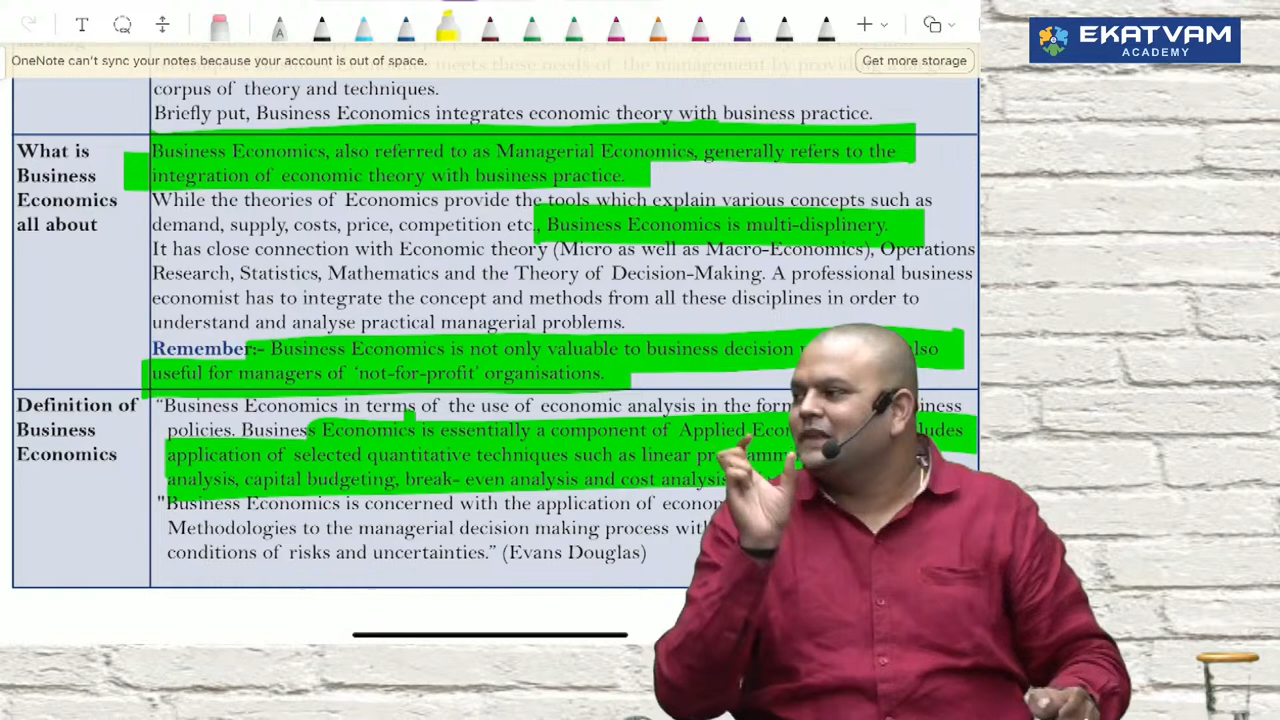 EKATVAM
ACADEMY
OneNote can't sync your notes because your account is out of space.
Get more storage
corpus of theory and techniques.
Briefly put, Business Economics integrates economic theory with business practice.
What is
Business
Economics
all about
Business Economics, also referred to as Managerial Economics, generally refers to the
integration of economic theory with business practice.
While the theories of Economics provide the tools which explain various concepts such as
demand, supply, costs, price, competition etc., Business Economics is multi-displinery.
It has close connection with Economic theory (Micro as well as Macro-Economics), Operations
Research, Statistics, Mathematics and the Theory of Decision-Making. A professional business
economist has to integrate the concept and methods from all these disciplines in order to
understand and analyse practical managerial problems.
Remember:- Business Economics is not only valuable to business decision
useful for managers of 'not-for-profit' organisations.
Definition of
Business
Economics
“Business Economics in terms of the use of economic analysis in the
policies. Business Economics is essentially a component of Applied
application of selected quantitative techniques such as linear
analysis, capital budgeting, break- even analysis and cost analysis
"Business Economics is concerned with the application of
Methodologies to the managerial decision making process
conditions of risks and uncertainties.” (Evans Douglas)